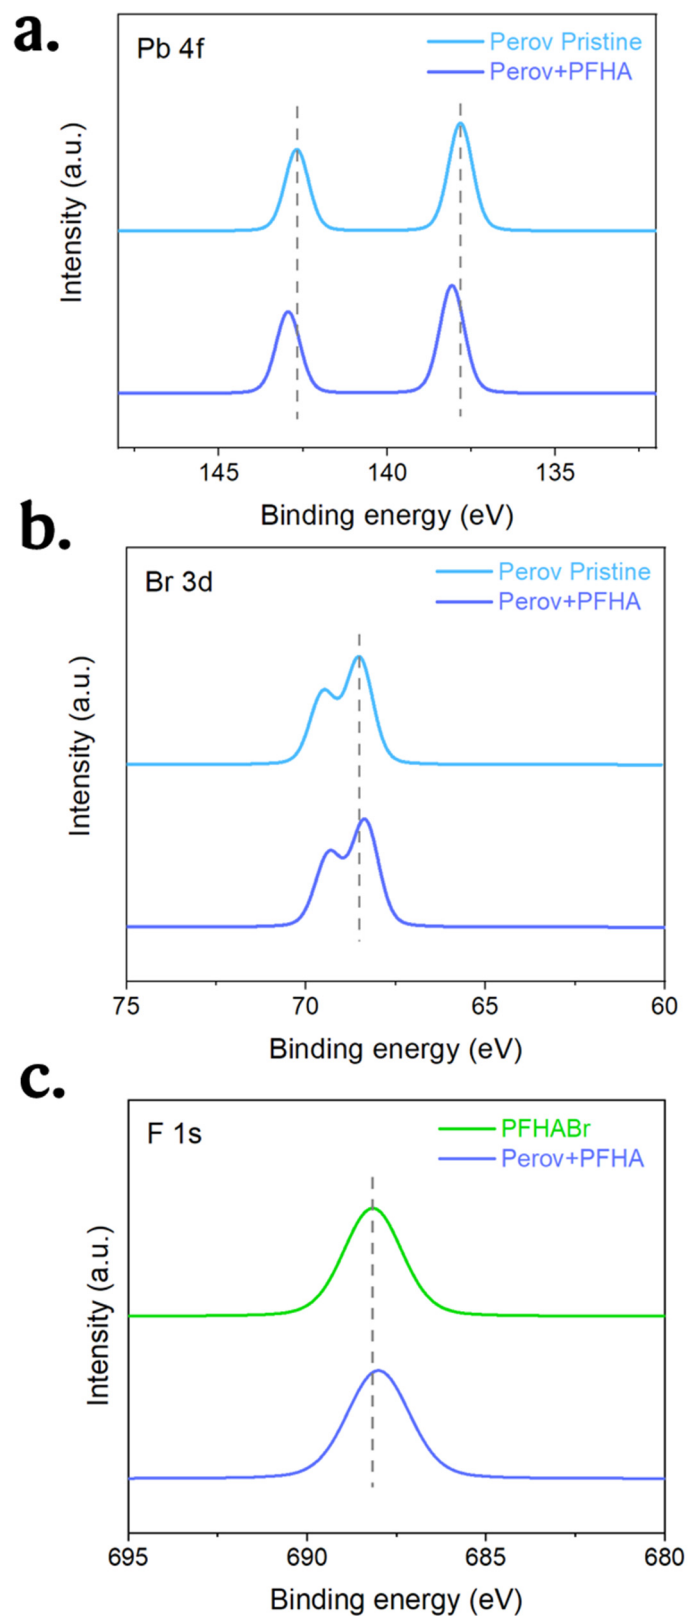 a.
Pb 4f
Perov Pristine
Perov+PFHA
Intensity (a.u.)
145 140 135
Binding energy (eV)
b.
Br 3d
Perov Pristine
Perov+PFHA
Intensity (a.u.)
75 70 65 60
Binding energy (eV)
c.
F 1s
PFHABr
Perov+PFHA
Intensity (a.u.)
695 690 685 680
Binding energy (eV)